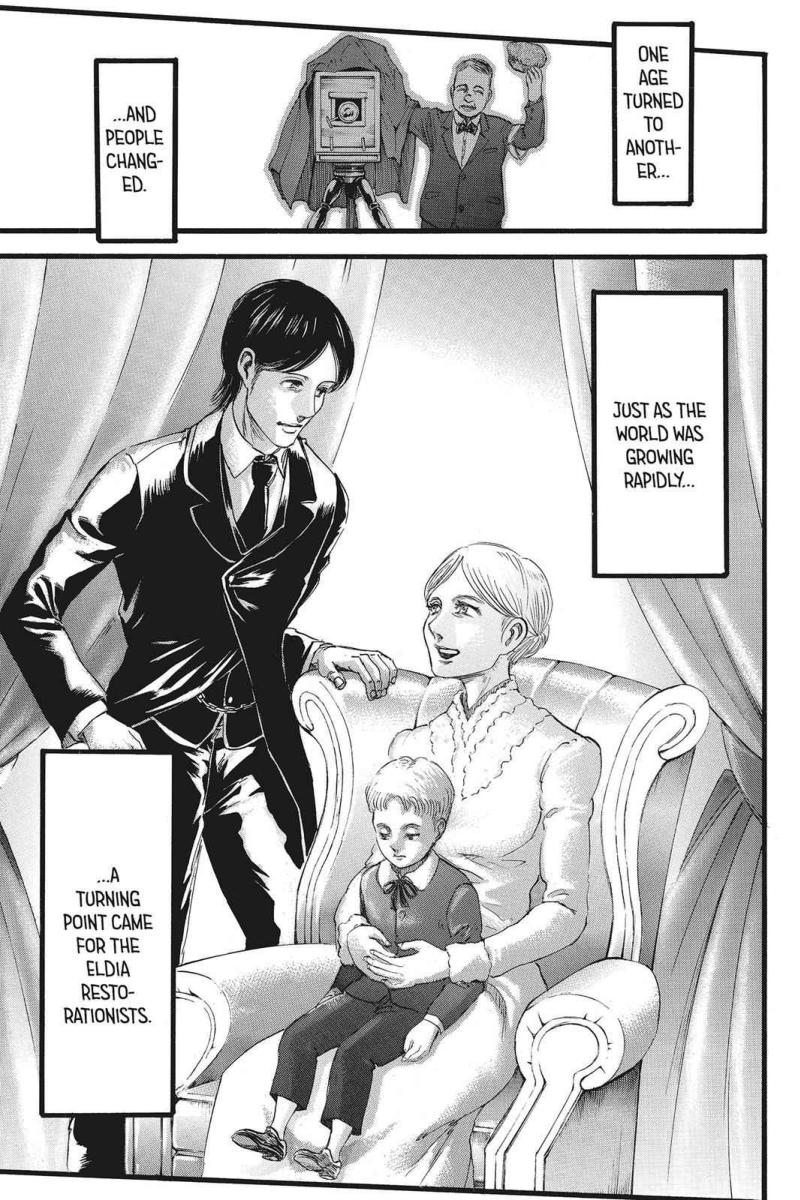 ONE
AGE
TURNED
TO
ANOTH-
ER...
...AND
PEOPLE
CHANG-
ED.
JUST AS THE
WORLD WAS
GROWING
RAPIDLY...
...A
TURNING
POINT CAME
FOR THE
ELDIA
RESTO-
RATIONISTS.